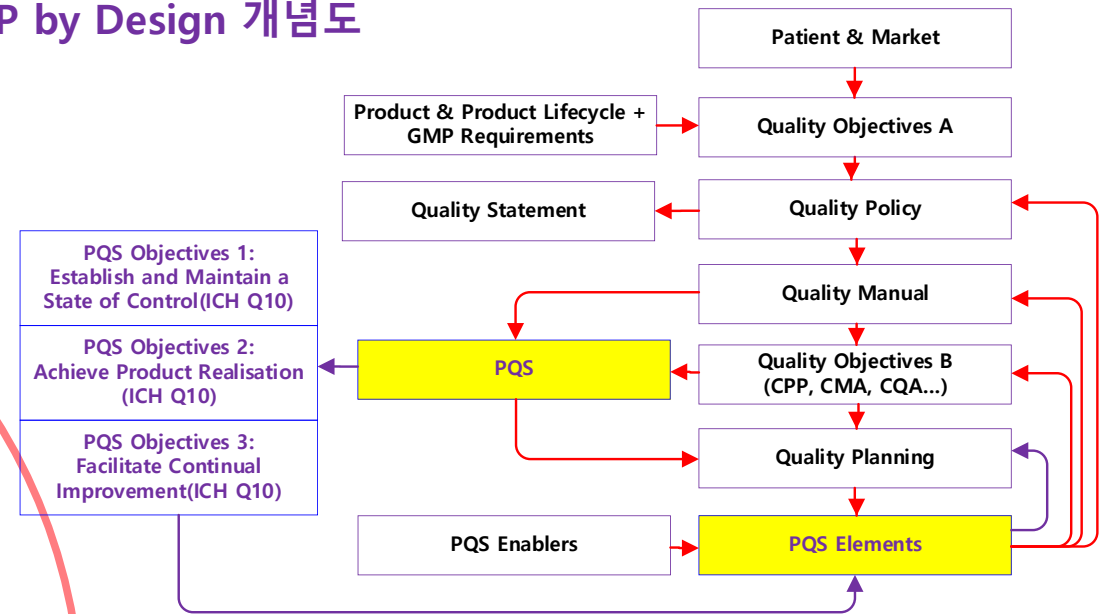 P by Design 개념도
Patient & Market
Product & Product Lifecycle +
GMP Requirements
Quality Objectives A
Quality Statement
Quality Policy
PQS Objectives 1:
Establish and Maintain a
State of Control(ICH Q10)
Quality Manual
PQS Objectives 2:
Achieve Product Realisation
(ICH Q10)
PQS
Quality Objectives B
(CPP, CMA, CQA...)
PQS Objectives 3:
Facilitate Continual
Improvement(ICH Q10)
Quality Planning
PQS Enablers
PQS Elements